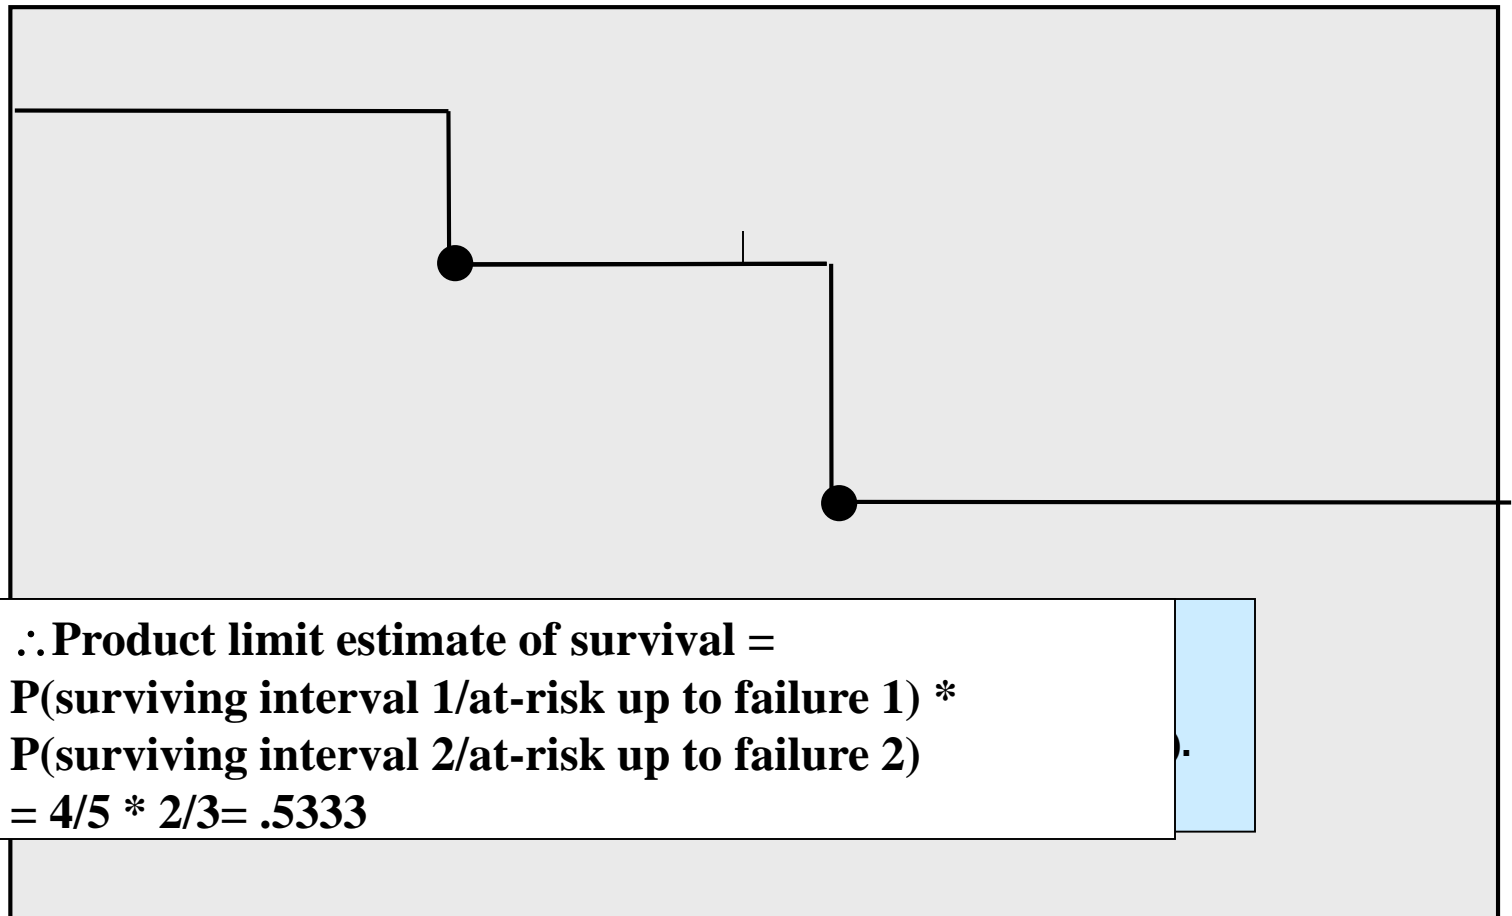 ∴Product limit estimate of survival =
P(surviving interval 1/at-risk up to failure 1) *
P(surviving interval 2/at-risk up to failure 2)
= 4/5 * 2/3= .5333
).